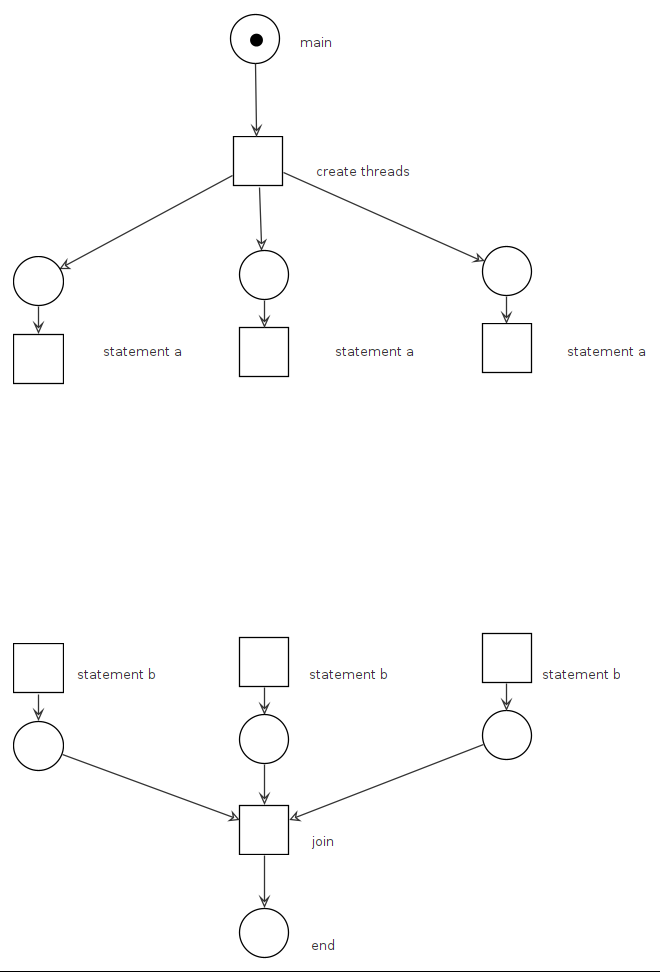 main
create threads
statement a
statement a
statement a
statement b
statement b
statement b
join
end